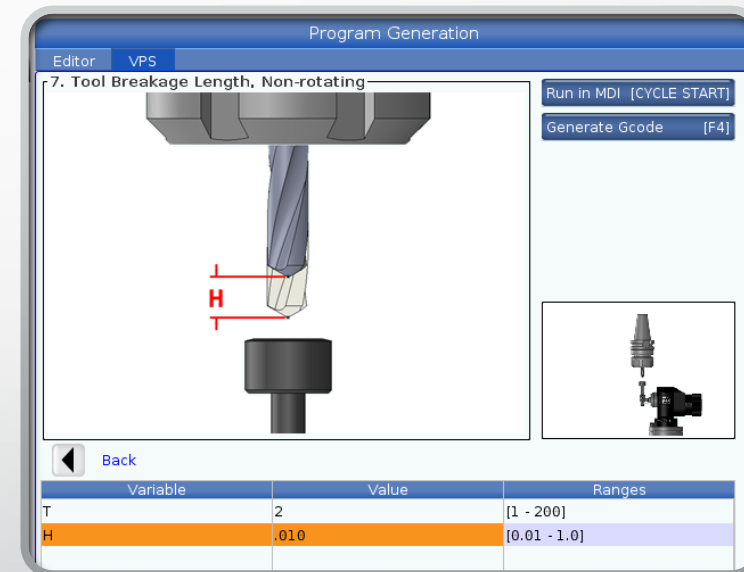 Program Generation
Editor VPS
7. Tool Breakage Length, Non-rotating
Run in MDI [CYCLE START]
Generate Gcode [F4]
H
Back
Variable Value Ranges
T 2 [1 - 200]
H .010 [0.01 - 1.0]